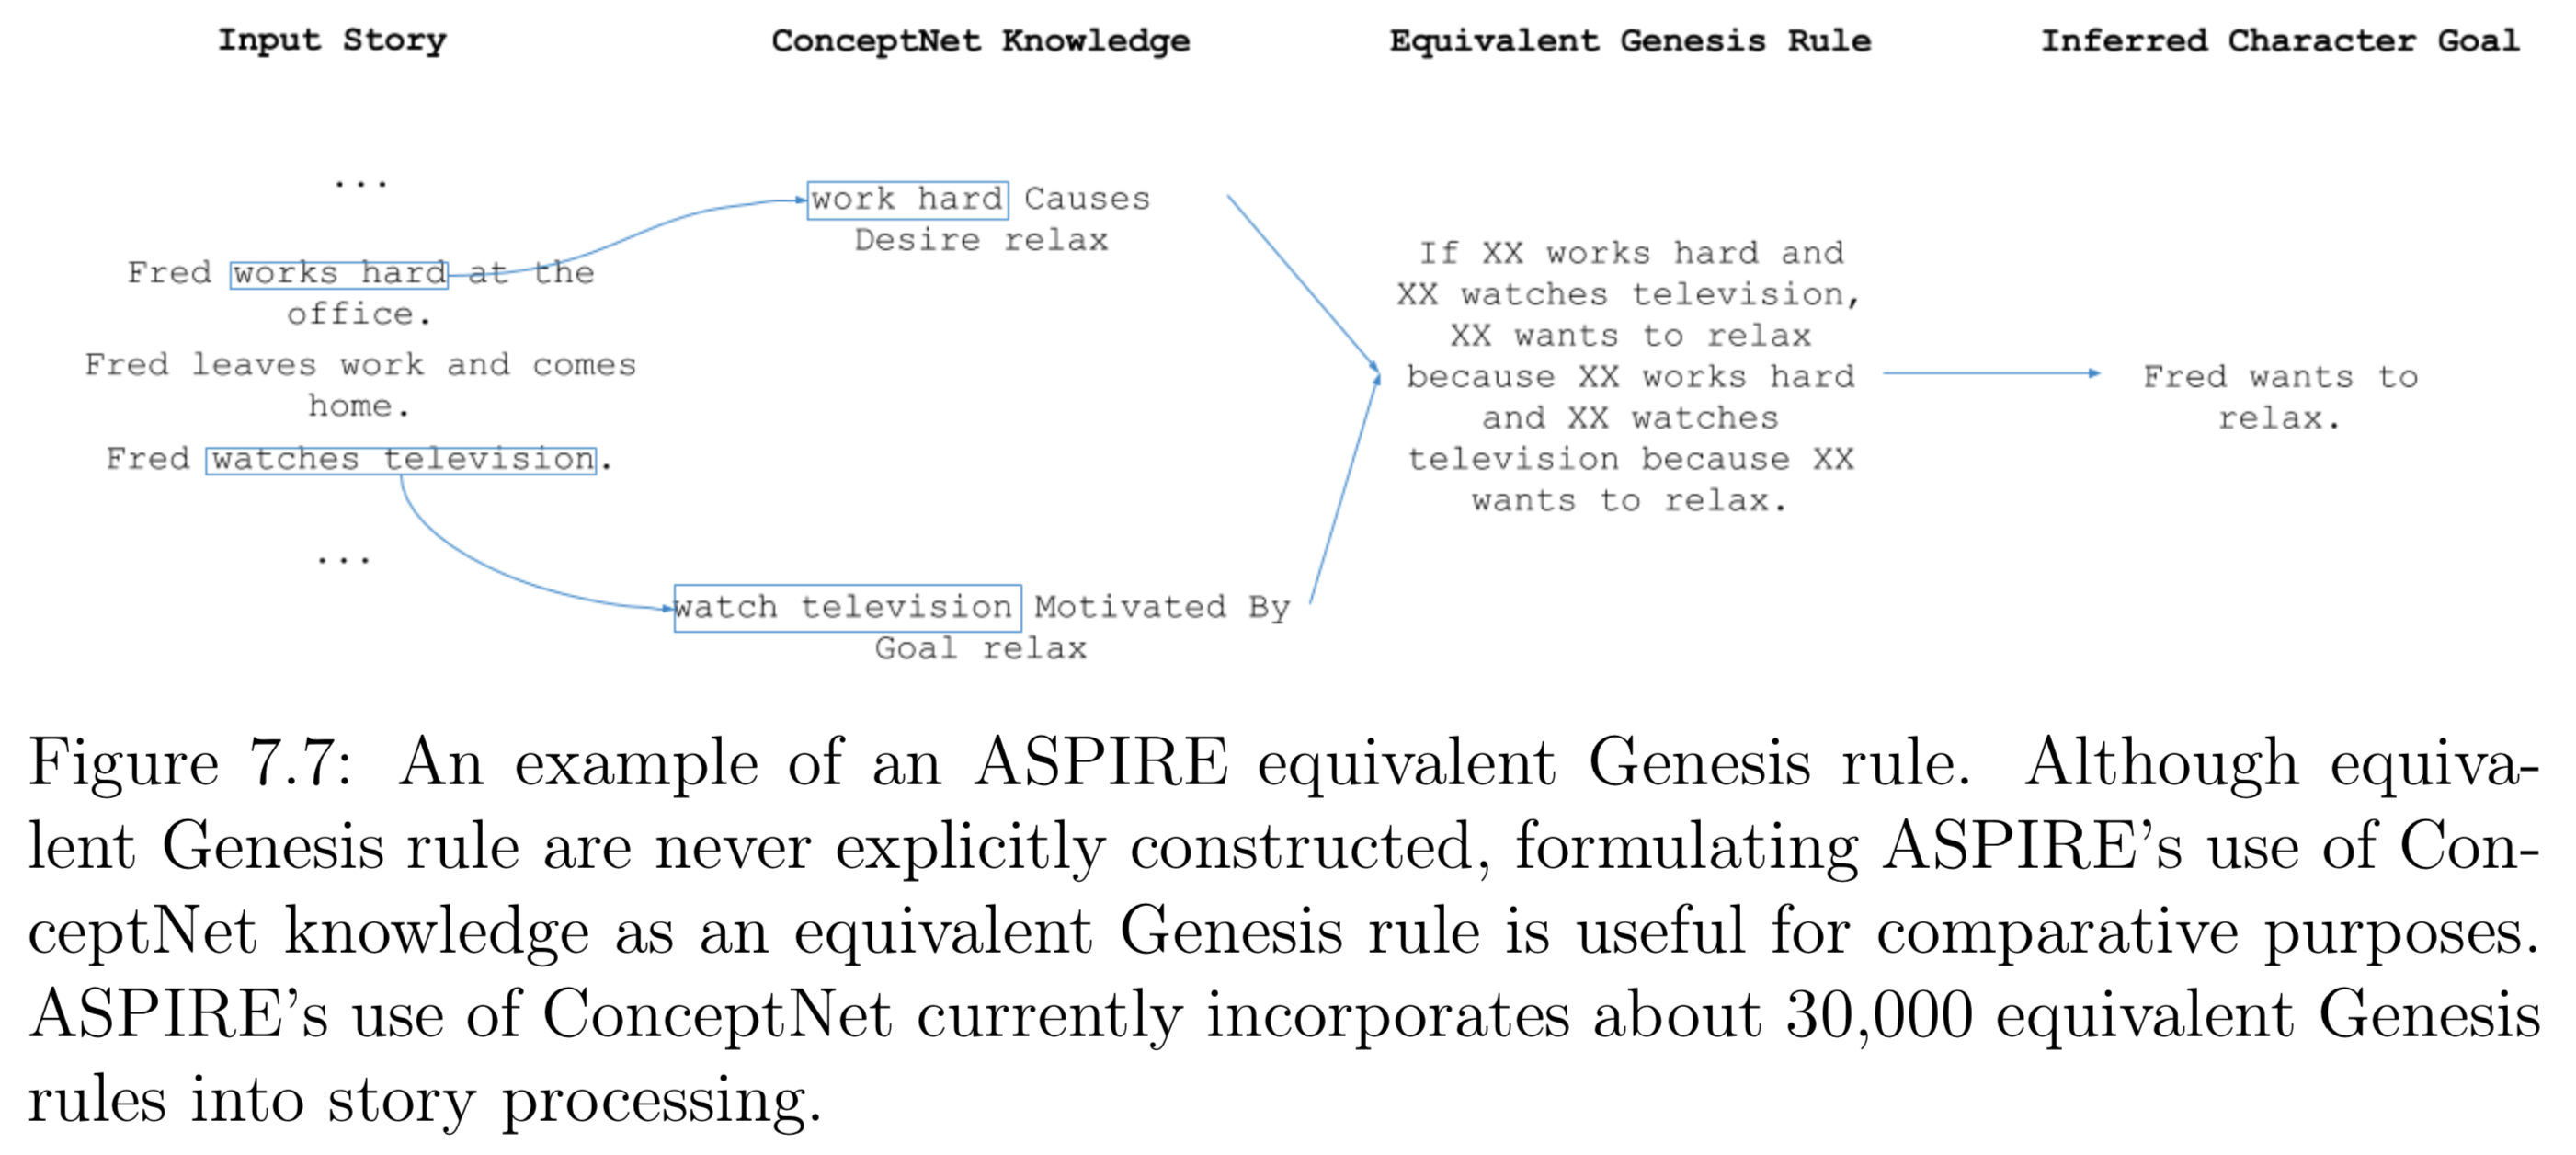 Input Story
ConceptNet Knowledge
Equivalent Genesis Rule
Inferred Character Goal
...
Fred works hard at the
office.
Fred leaves work and comes
home.
Fred watches television.
...
work hard Causes
Desire relax
watch television Motivated By
Goal relax
If XX works hard and
XX watches television,
XX wants to relax
because XX works hard
and XX watches
television because XX
wants to relax.
Fred wants to
relax.
Figure 7.7: An example of an ASPIRE equivalent Genesis rule. Although equiva-
lent Genesis rule are never explicitly constructed, formulating ASPIRE's use of Con-
ceptNet knowledge as an equivalent Genesis rule is useful for comparative purposes.
ASPIRE's use of ConceptNet currently incorporates about 30,000 equivalent Genesis
rules into story processing.